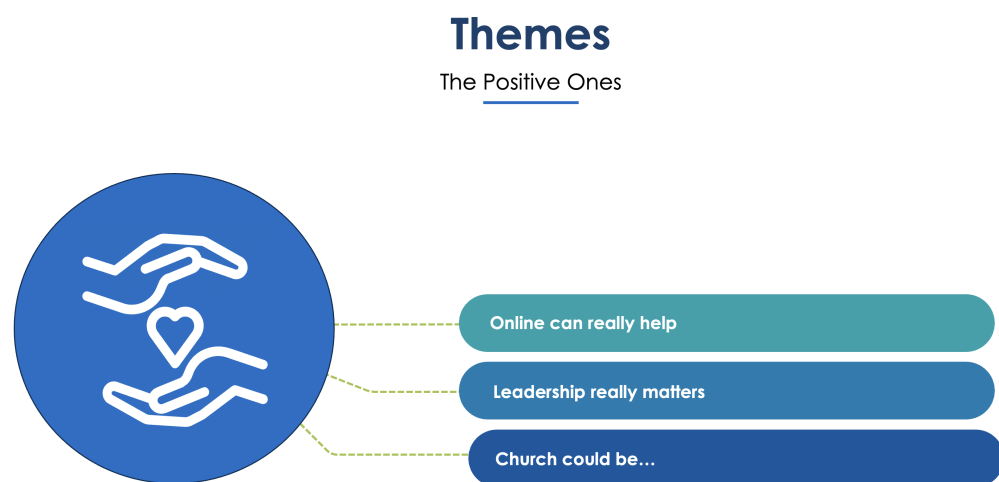 Themes
The Positive Ones
Online can really help
Leadership really matters
Church could be...